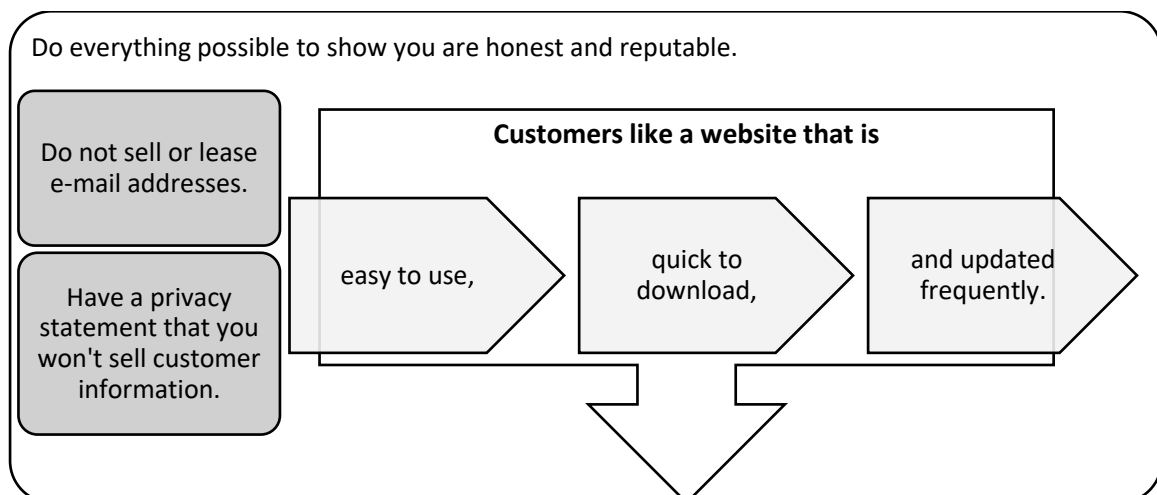 Do everything possible to show you are honest and reputable.
Do not sell or lease
e-mail addresses.
Have a privacy
statement that you
won't sell customer
information.
Customers like a website that is
easy to use,
quick to
download,
and updated
frequently.